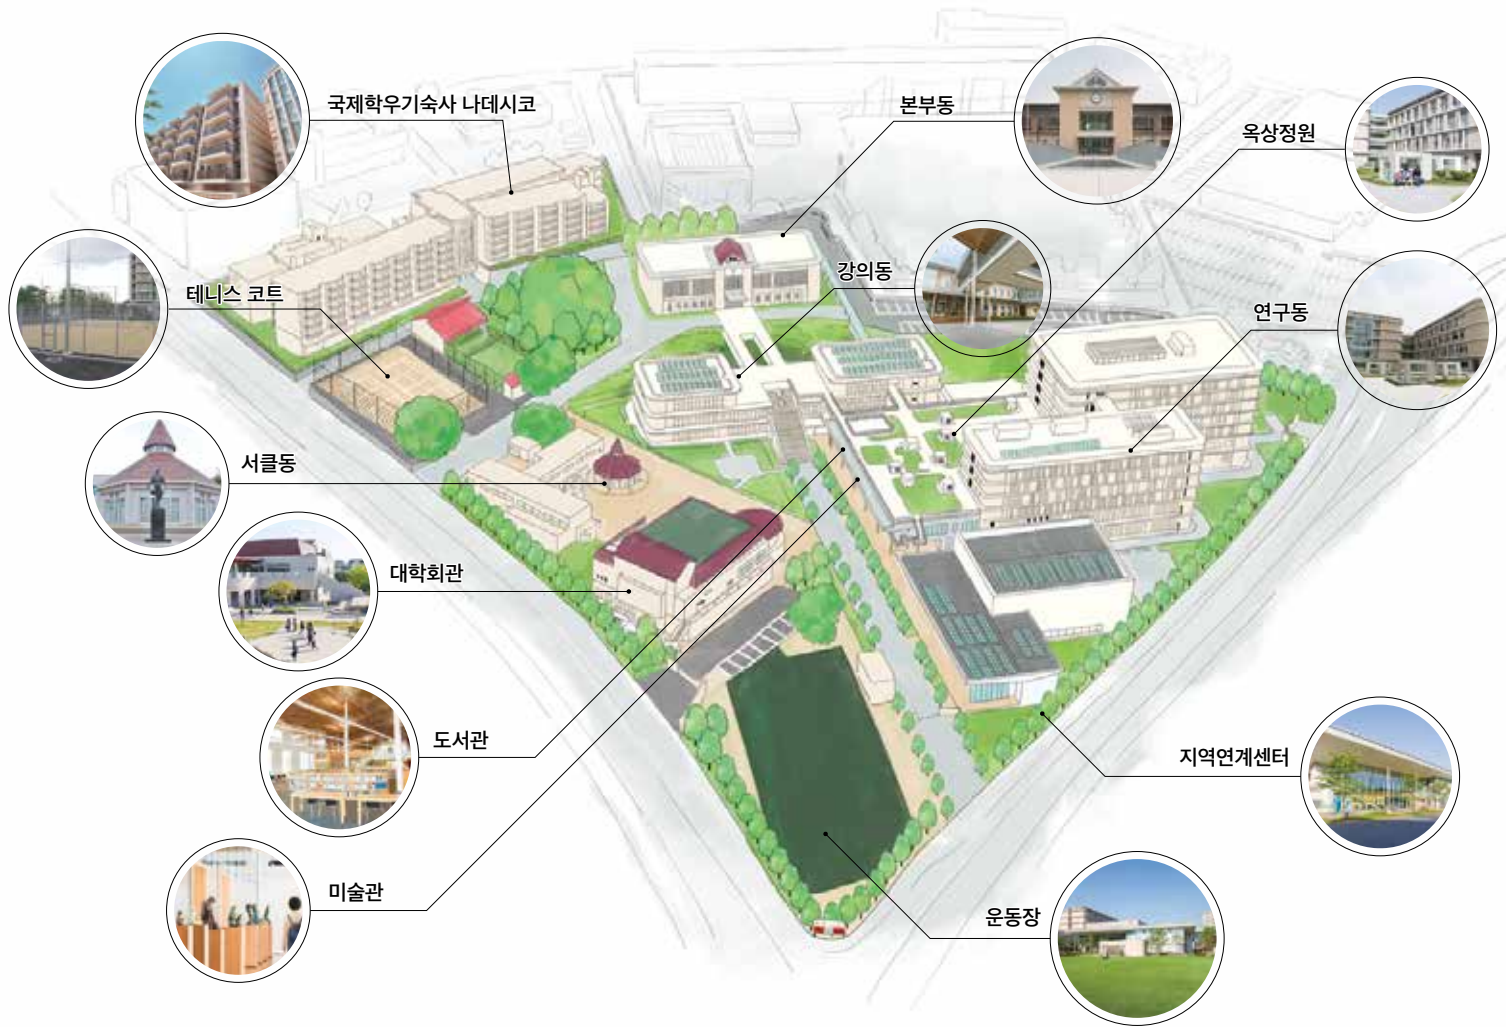 국제학우기숙사 나데시코
본부동
옥상정원
강의동
테니스 코트
연구동
서클동
대학회관
도서관
지역연계센터
미술관
운동장